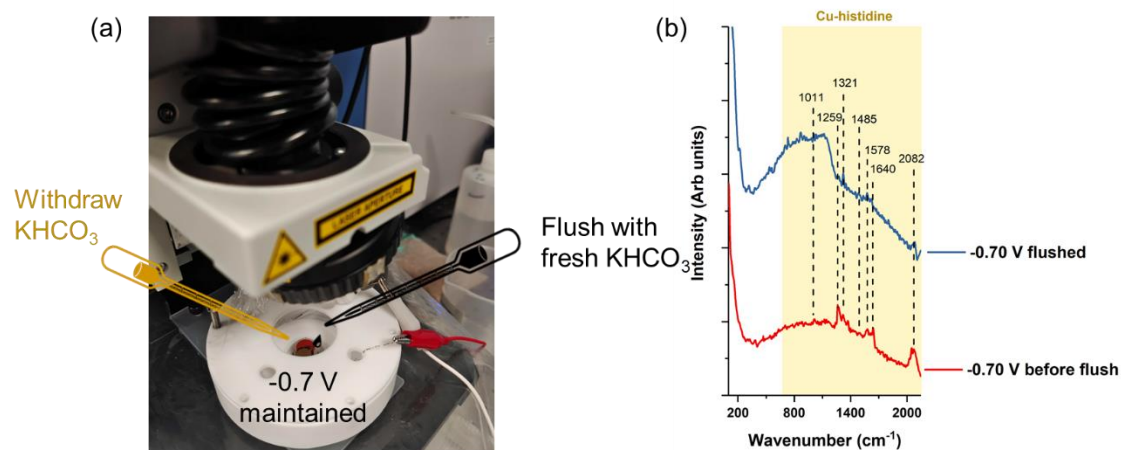 (a)
Withdraw
KHCO₃
LASER APERTURE
Flush with
fresh KHCO₃
-0.7 V
maintained
(b)
Cu-histidine
1321
1011
1259
1485
1578
2082
1640
Intensity (Arb units)
-0.70 V flushed
-0.70 V before flush
200 800 1400 2000
Wavenumber (cm⁻¹)